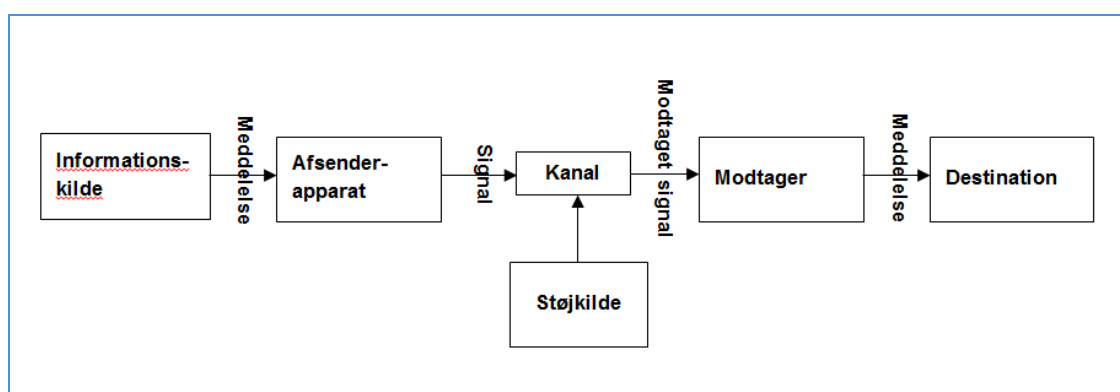 Informations-
kilde
Meddelelse
Afsender-
apparat
Signal
Kanal
Modtaget signal
Modtager
Meddelelse
Destination
Støjkilde